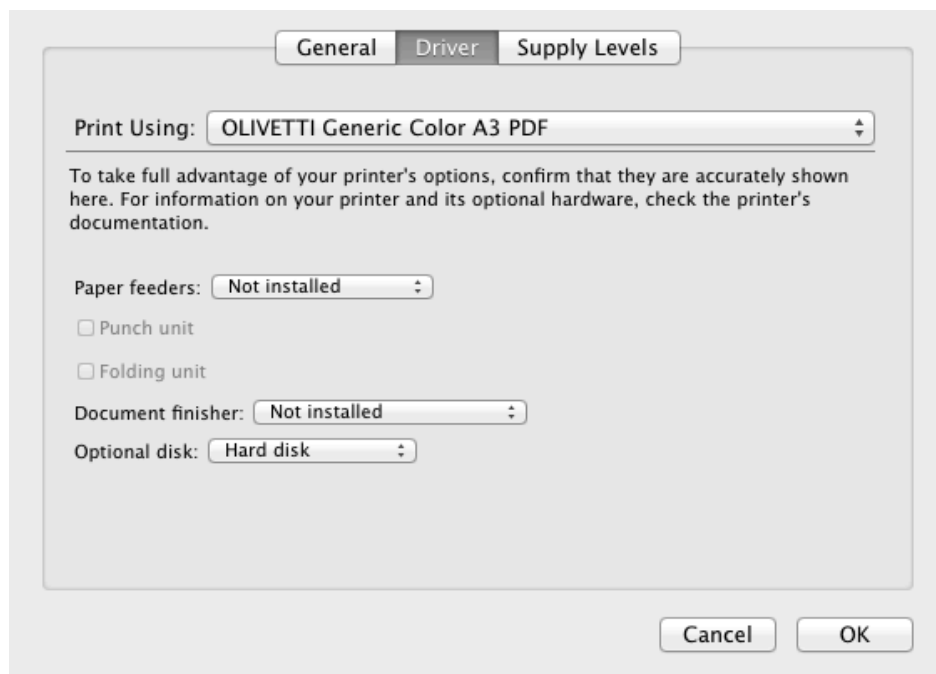 General Driver Supply Levels
Print Using: OLIVETTI Generic Color A3 PDF
To take full advantage of your printer's options, confirm that they are accurately shown
here. For information on your printer and its optional hardware, check the printer's
documentation.
Paper feeders: Not installed
Punch unit
Folding unit
Document finisher: Not installed
Optional disk: Hard disk
Cancel OK